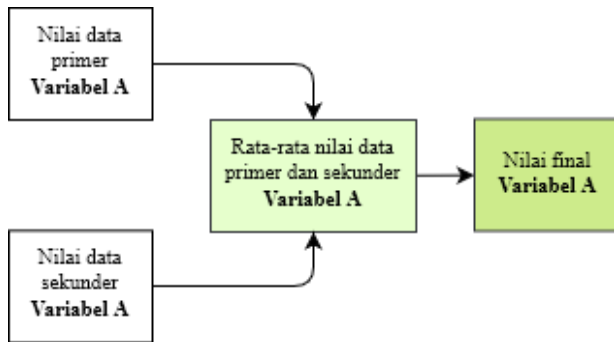 Nilai data
primer
Variabel A
Rata-rata nilai data
primer dan sekunder
Variabel A
Nilai final
Variabel A
Nilai data
sekunder
Variabel A